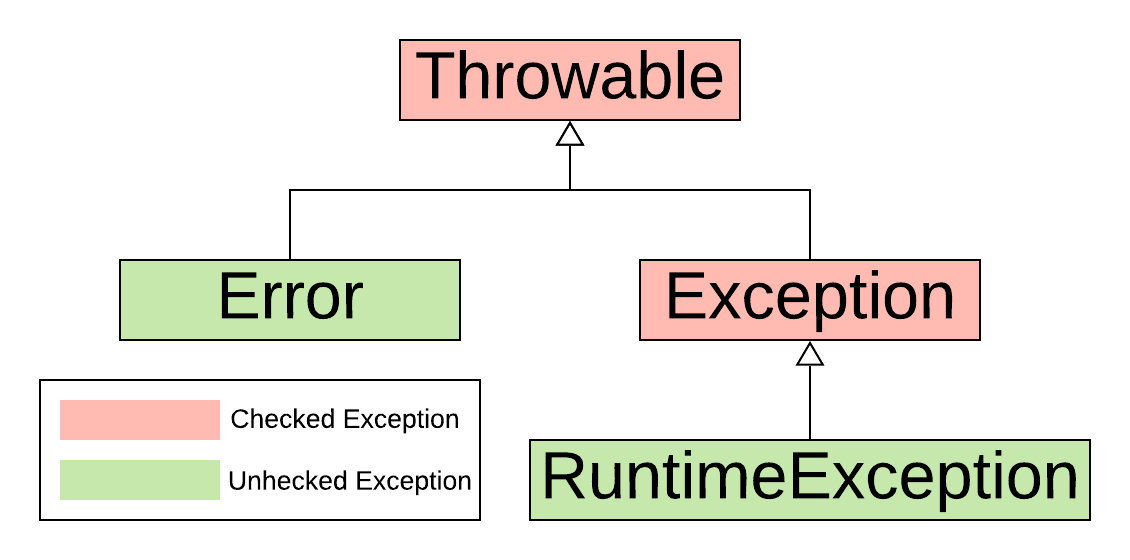 Throwable
Error
Exception
Checked Exception
Unhecked Exception
RuntimeException